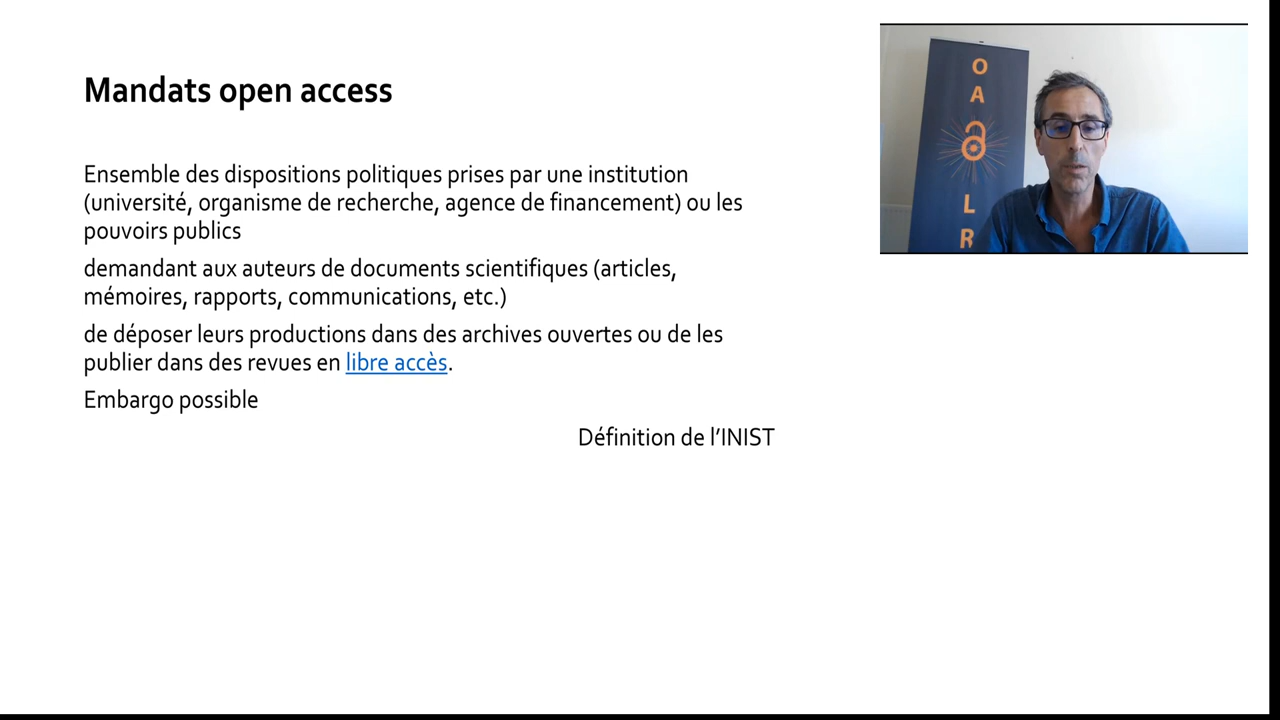 Mandats open access
Ensemble des dispositions politiques prises par une institution
(université, organisme de recherche, agence de financement) ou les
pouvoirs publics
demandant aux auteurs de documents scientifiques (articles,
mémoires, rapports, communications, etc.)
de déposer leurs productions dans des archives ouvertes ou de les
publier dans des revues en libre accès.
Embargo possible
Définition de l’INIST
O
A
L
R